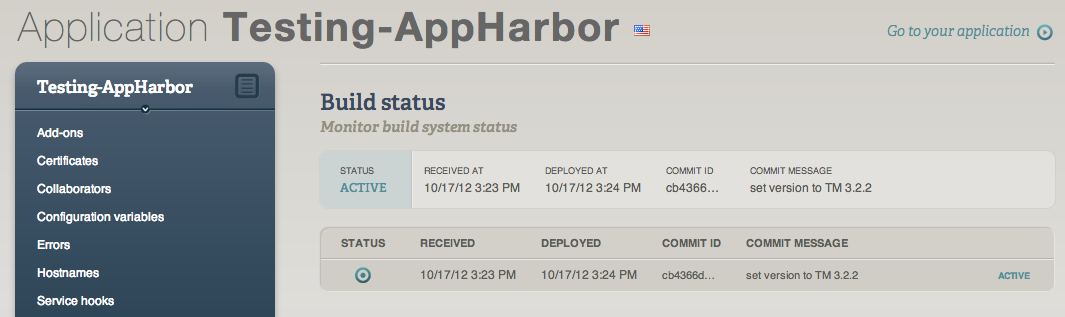 Application Testing-AppHarbor
Go to your application
Testing-AppHarbor
Add-ons
Certificates
Collaborators
Configuration variables
Errors
Hostnames
Service hooks
Build status
Monitor build system status
STATUS RECEIVED AT DEPLOYED AT COMMIT ID COMMIT MESSAGE
ACTIVE 10/17/12 3:23 PM 10/17/12 3:24 PM cb4366... set version to TM 3.2.2
STATUS RECEIVED DEPLOYED COMMIT ID COMMIT MESSAGE
10/17/12 3:23 PM 10/17/12 3:24 PM cb4366d... set version to TM 3.2.2 ACTIVE